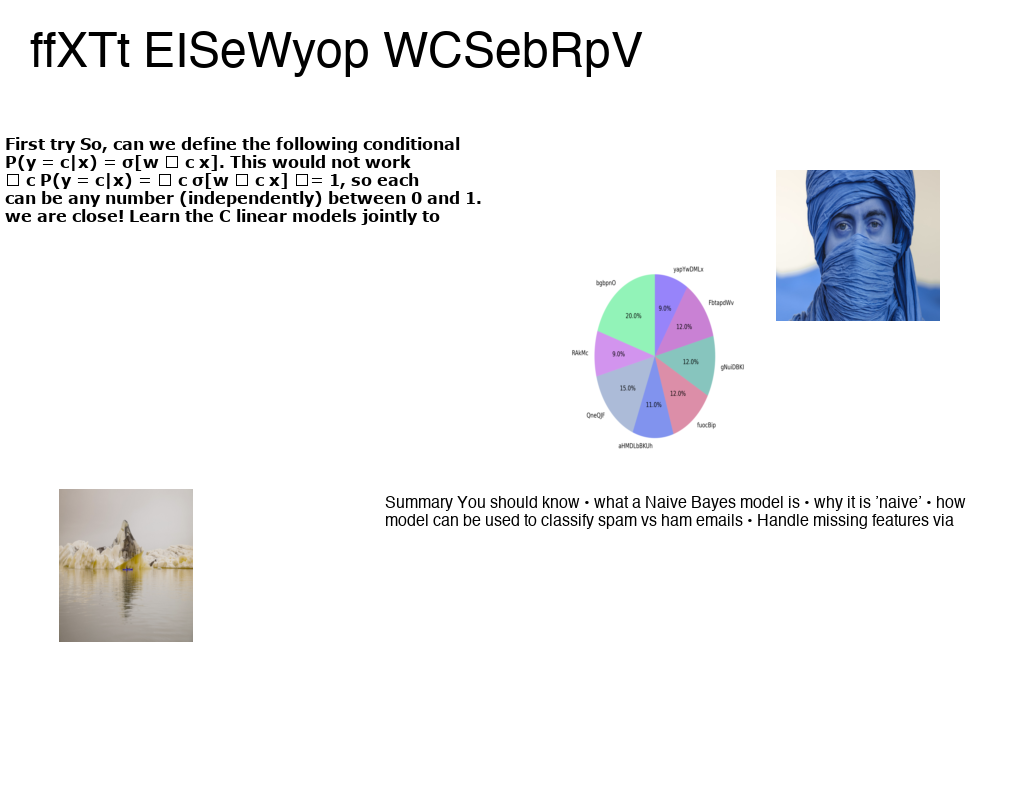 ffXTt EISeWyop WCSebRpV
First try So, can we define the following conditional
P(y = c|x) = σ[w □ c x]. This would not work
□ c P(y = c|x) = □ c σ[w □ c x] □= 1, so each
can be any number (independently) between 0 and 1.
we are close! Learn the C linear models jointly to
yapYwDMLx
bgbpnO
FbtapdWv
20.0%
9.0%
12.0%
RAkMc
9.0%
12.0%
gNuiDBKl
15.0%
12.0%
11.0%
QneQJF
fuocBip
aHMDLbBKUh
Summary You should know • what a Naive Bayes model is • why it is ’naive’ • how
model can be used to classify spam vs ham emails • Handle missing features via